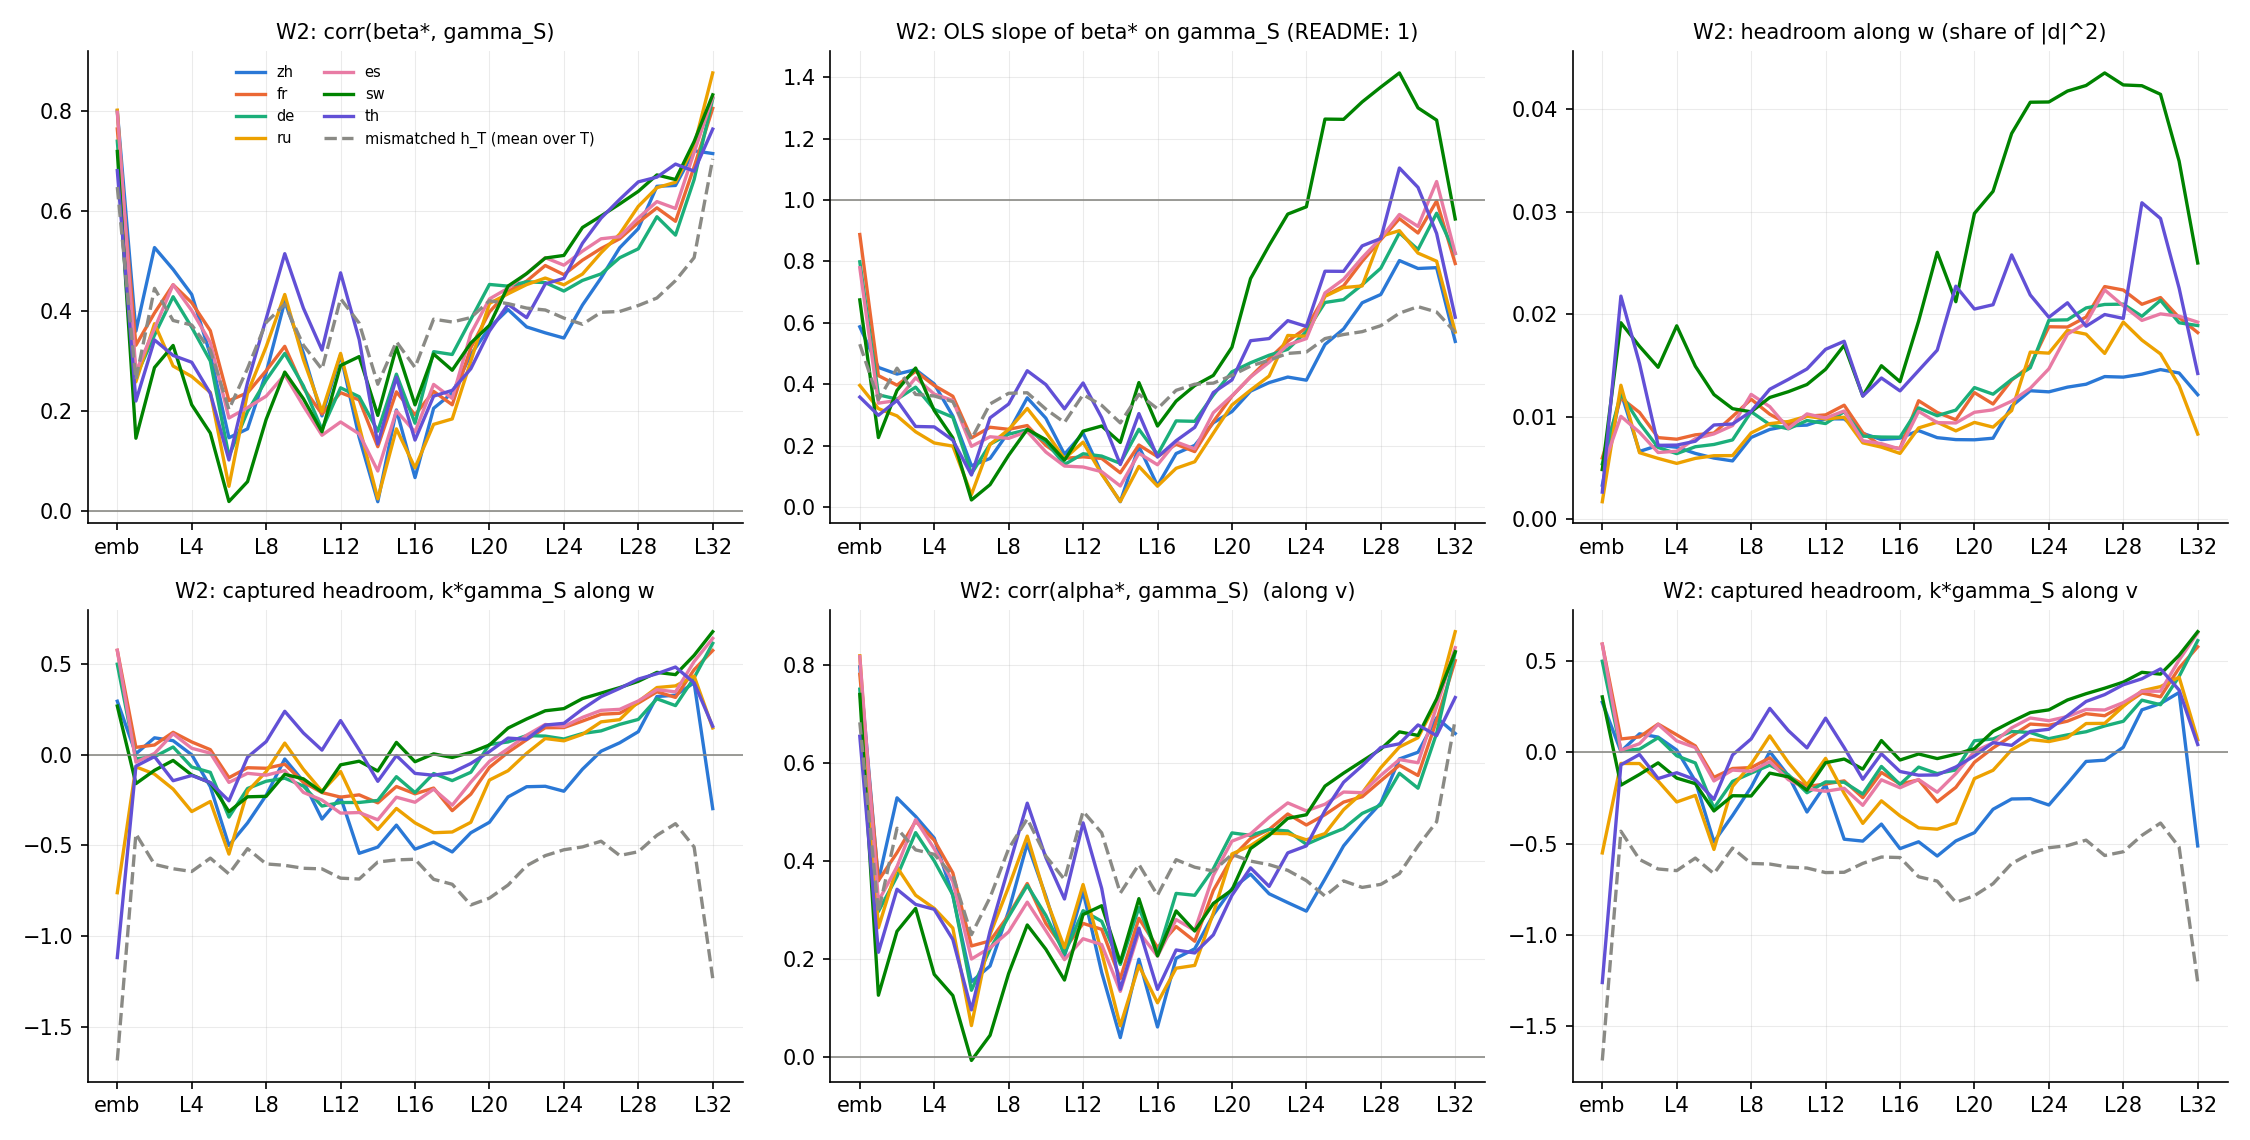 W2: corr(beta*, gamma_S)
zh
fr
de
ru
es
sw
th
mismatched h_T (mean over T)
0.8
0.6
0.4
0.2
0.0
emb L4 L8 L12 L16 L20 L24 L28 L32
W2: OLS slope of beta* on gamma_S (README: 1)
1.4
1.2
1.0
0.8
0.6
0.4
0.2
0.0
emb L4 L8 L12 L16 L20 L24 L28 L32
W2: headroom along w (share of |d|^2)
0.04
0.03
0.02
0.01
0.00
emb L4 L8 L12 L16 L20 L24 L28 L32
W2: captured headroom, k*gamma_S along w
0.5
0.0
−0.5
−1.0
−1.5
emb L4 L8 L12 L16 L20 L24 L28 L32
W2: corr(alpha*, gamma_S) (along v)
0.8
0.6
0.4
0.2
0.0
emb L4 L8 L12 L16 L20 L24 L28 L32
W2: captured headroom, k*gamma_S along v
0.5
0.0
−0.5
−1.0
−1.5
emb L4 L8 L12 L16 L20 L24 L28 L32